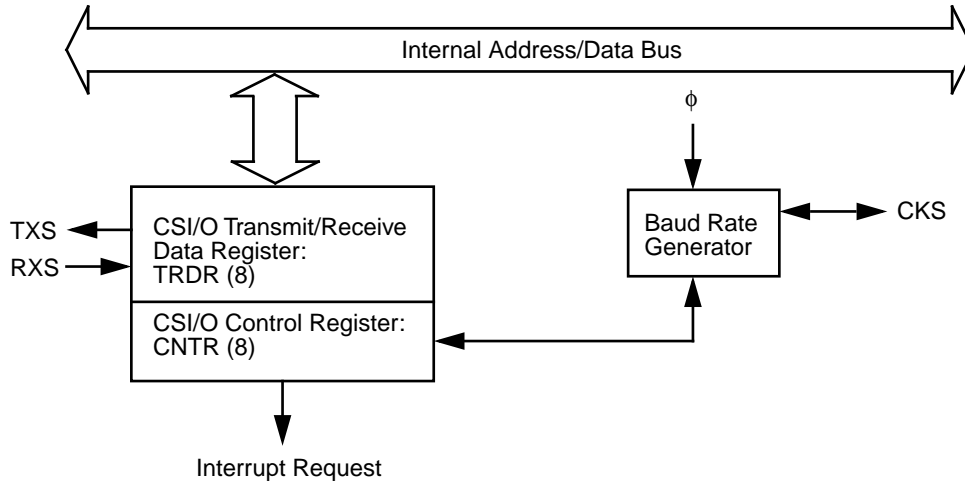 Internal Address/Data Bus
ϕ
TXS
RXS
CSI/O Transmit/Receive
Data Register:
TRDR (8)
CSI/O Control Register:
CNTR (8)
Baud Rate
Generator
CKS
Interrupt Request